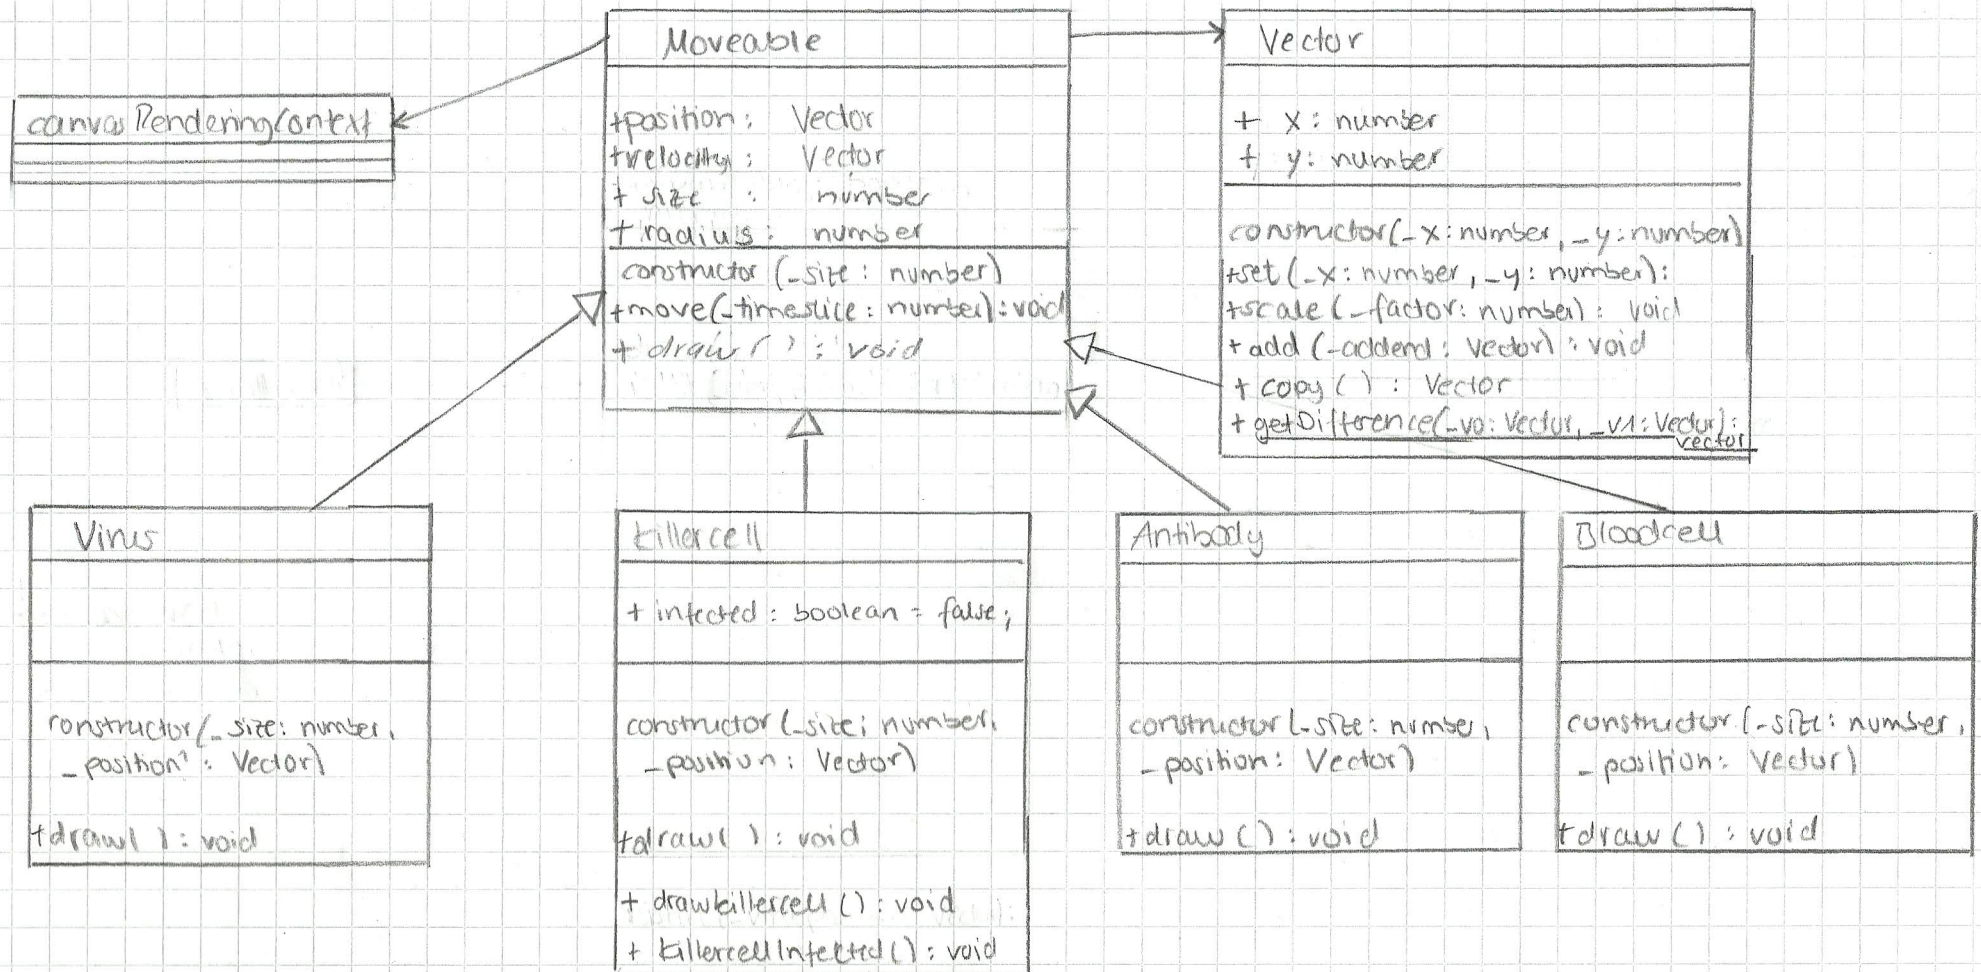 Moveable
+position: Vector
+velocity: Vector
+ size : number
+ radius: number
constructor (_size: number)
+move(_timeslice: number): void
+ draw ( ) : void
canvasRenderingContext
Vector
+ x: number
+ y: number
constructor(_x: number, _y: number)
+set (_x: number, _y: number):
+scale (_factor: number): void
+ add (_addend: Vector): void
+ copy ( ) : Vector
+ getDifference(_v0: Vector, _v1: Vector):
vector
Virus
constructor(_size: number,
_position: Vector)
+draw( ): void
killercell
+ infected: boolean = false;
constructor (_size: number,
_position: Vector)
+draw( ): void
+ drawkillercell (): void
+ killercellInfected(): void
Antibody
constructor (_size: number,
_position: Vector)
+draw (): void
Bloodcell
constructor (_size: number,
_position: Vector)
+draw ( ) : void